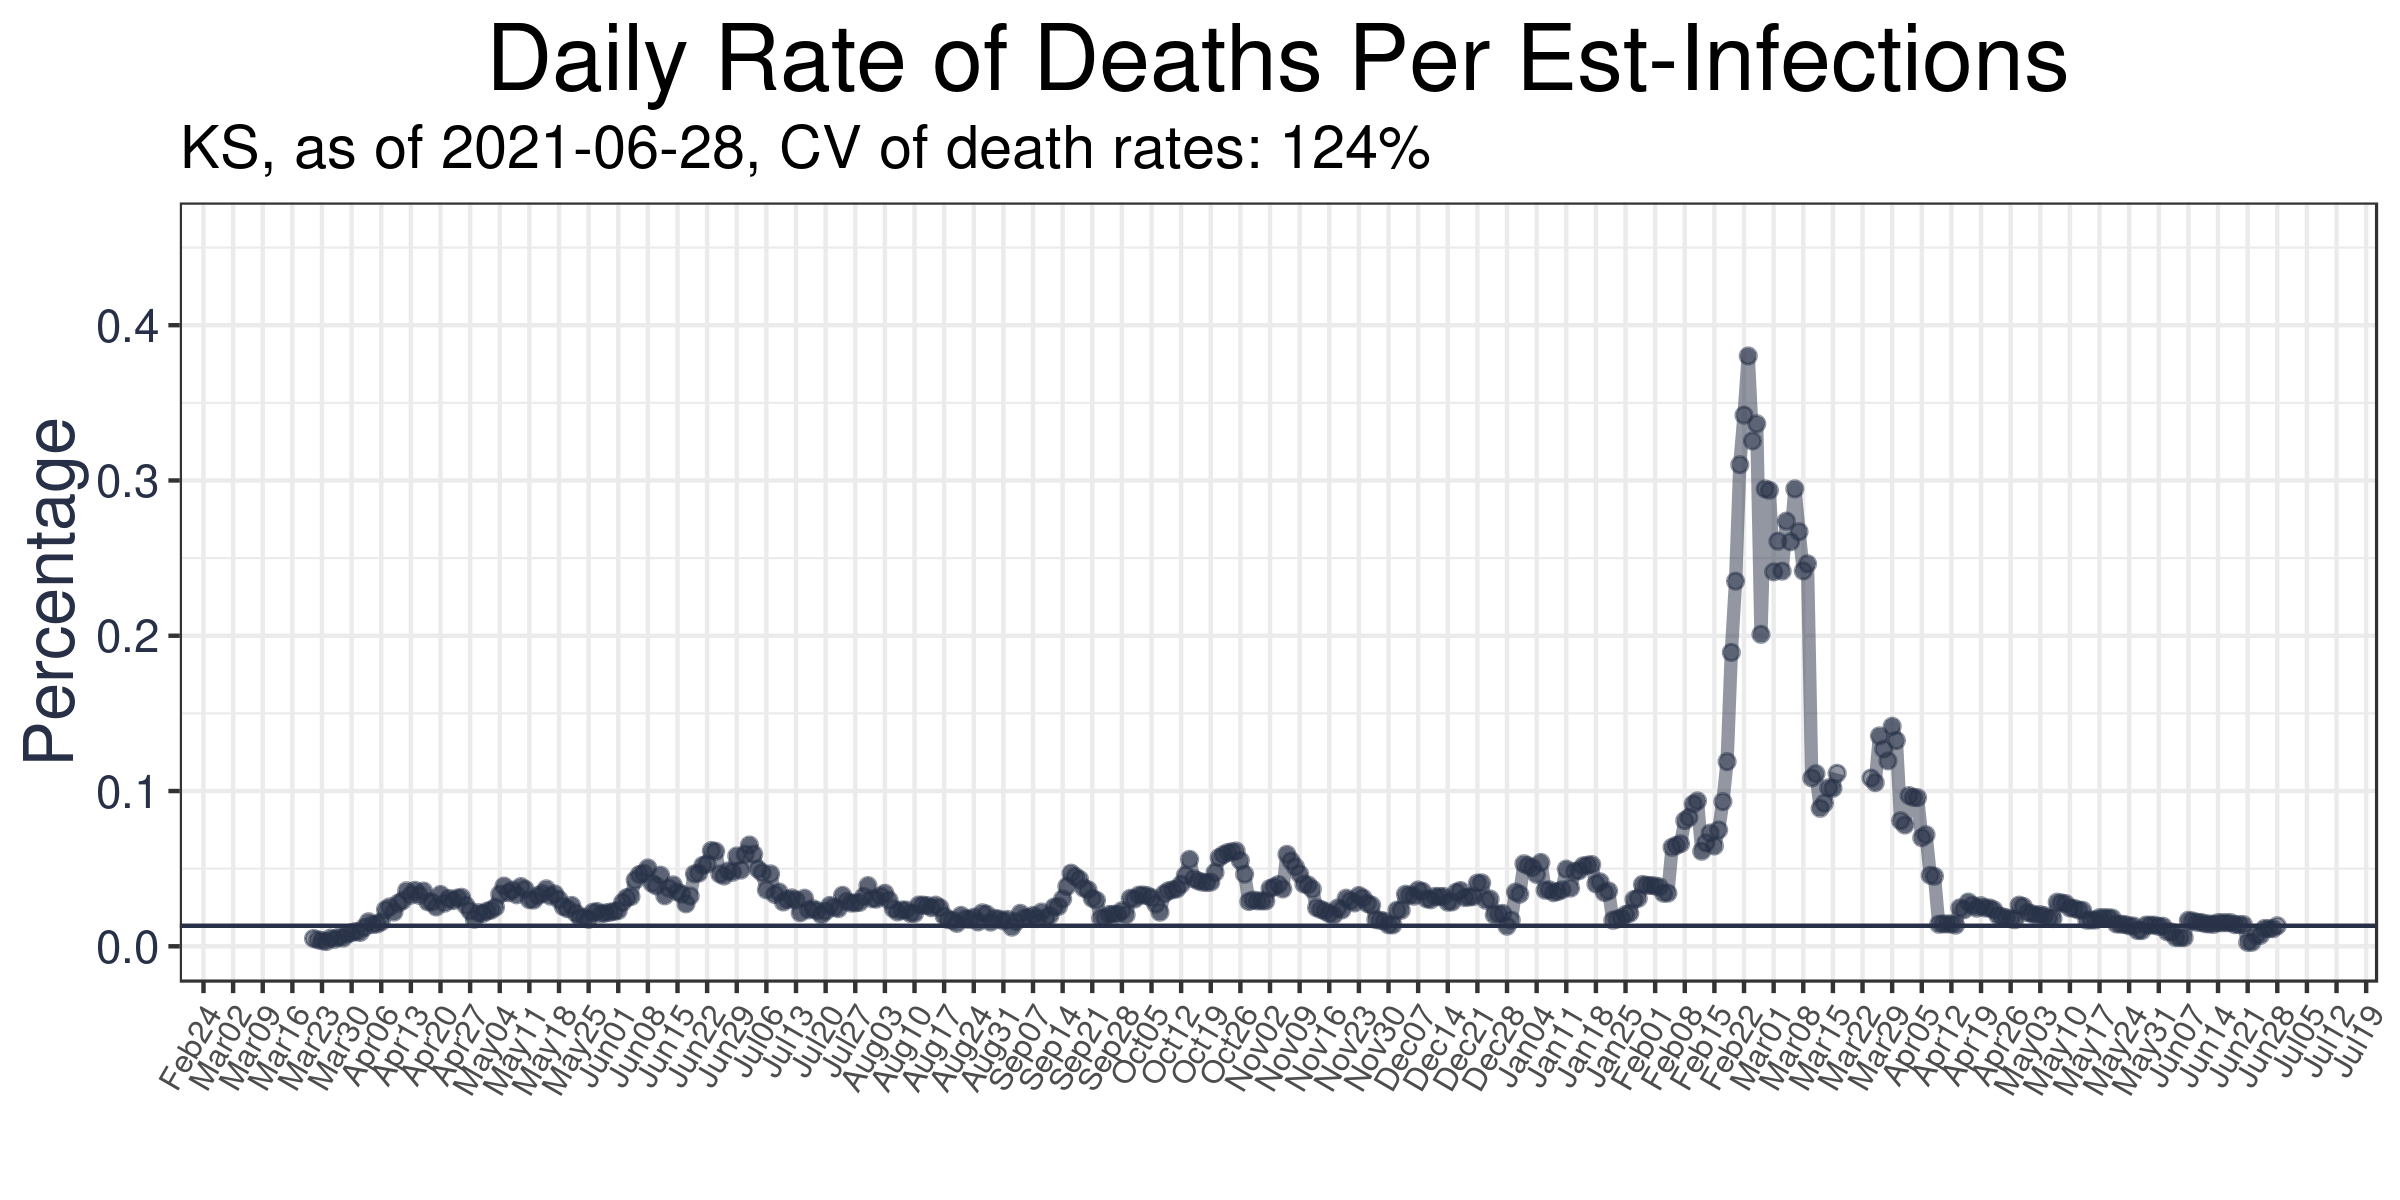 Daily Rate of Deaths Per Est-Infections
KS, as of 2021-06-28, CV of death rates: 124%
Percentage
0.4
0.3
0.2
0.1
0.0
Feb24
Mar02
Mar09
Mar16
Mar23
Mar30
Apr06
Apr13
Apr20
Apr27
May04
May11
May18
May25
Jun01
Jun08
Jun15
Jun22
Jun29
Jul06
Jul13
Jul20
Jul27
Aug03
Aug10
Aug17
Aug24
Aug31
Sep07
Sep14
Sep21
Sep28
Oct05
Oct12
Oct19
Oct26
Nov02
Nov09
Nov16
Nov23
Nov30
Dec07
Dec14
Dec21
Dec28
Jan04
Jan11
Jan18
Jan25
Feb01
Feb08
Feb15
Feb22
Mar01
Mar08
Mar15
Mar22
Mar29
Apr05
Apr12
Apr19
Apr26
May03
May10
May17
May24
May31
Jun07
Jun14
Jun21
Jun28
Jul05
Jul12
Jul19